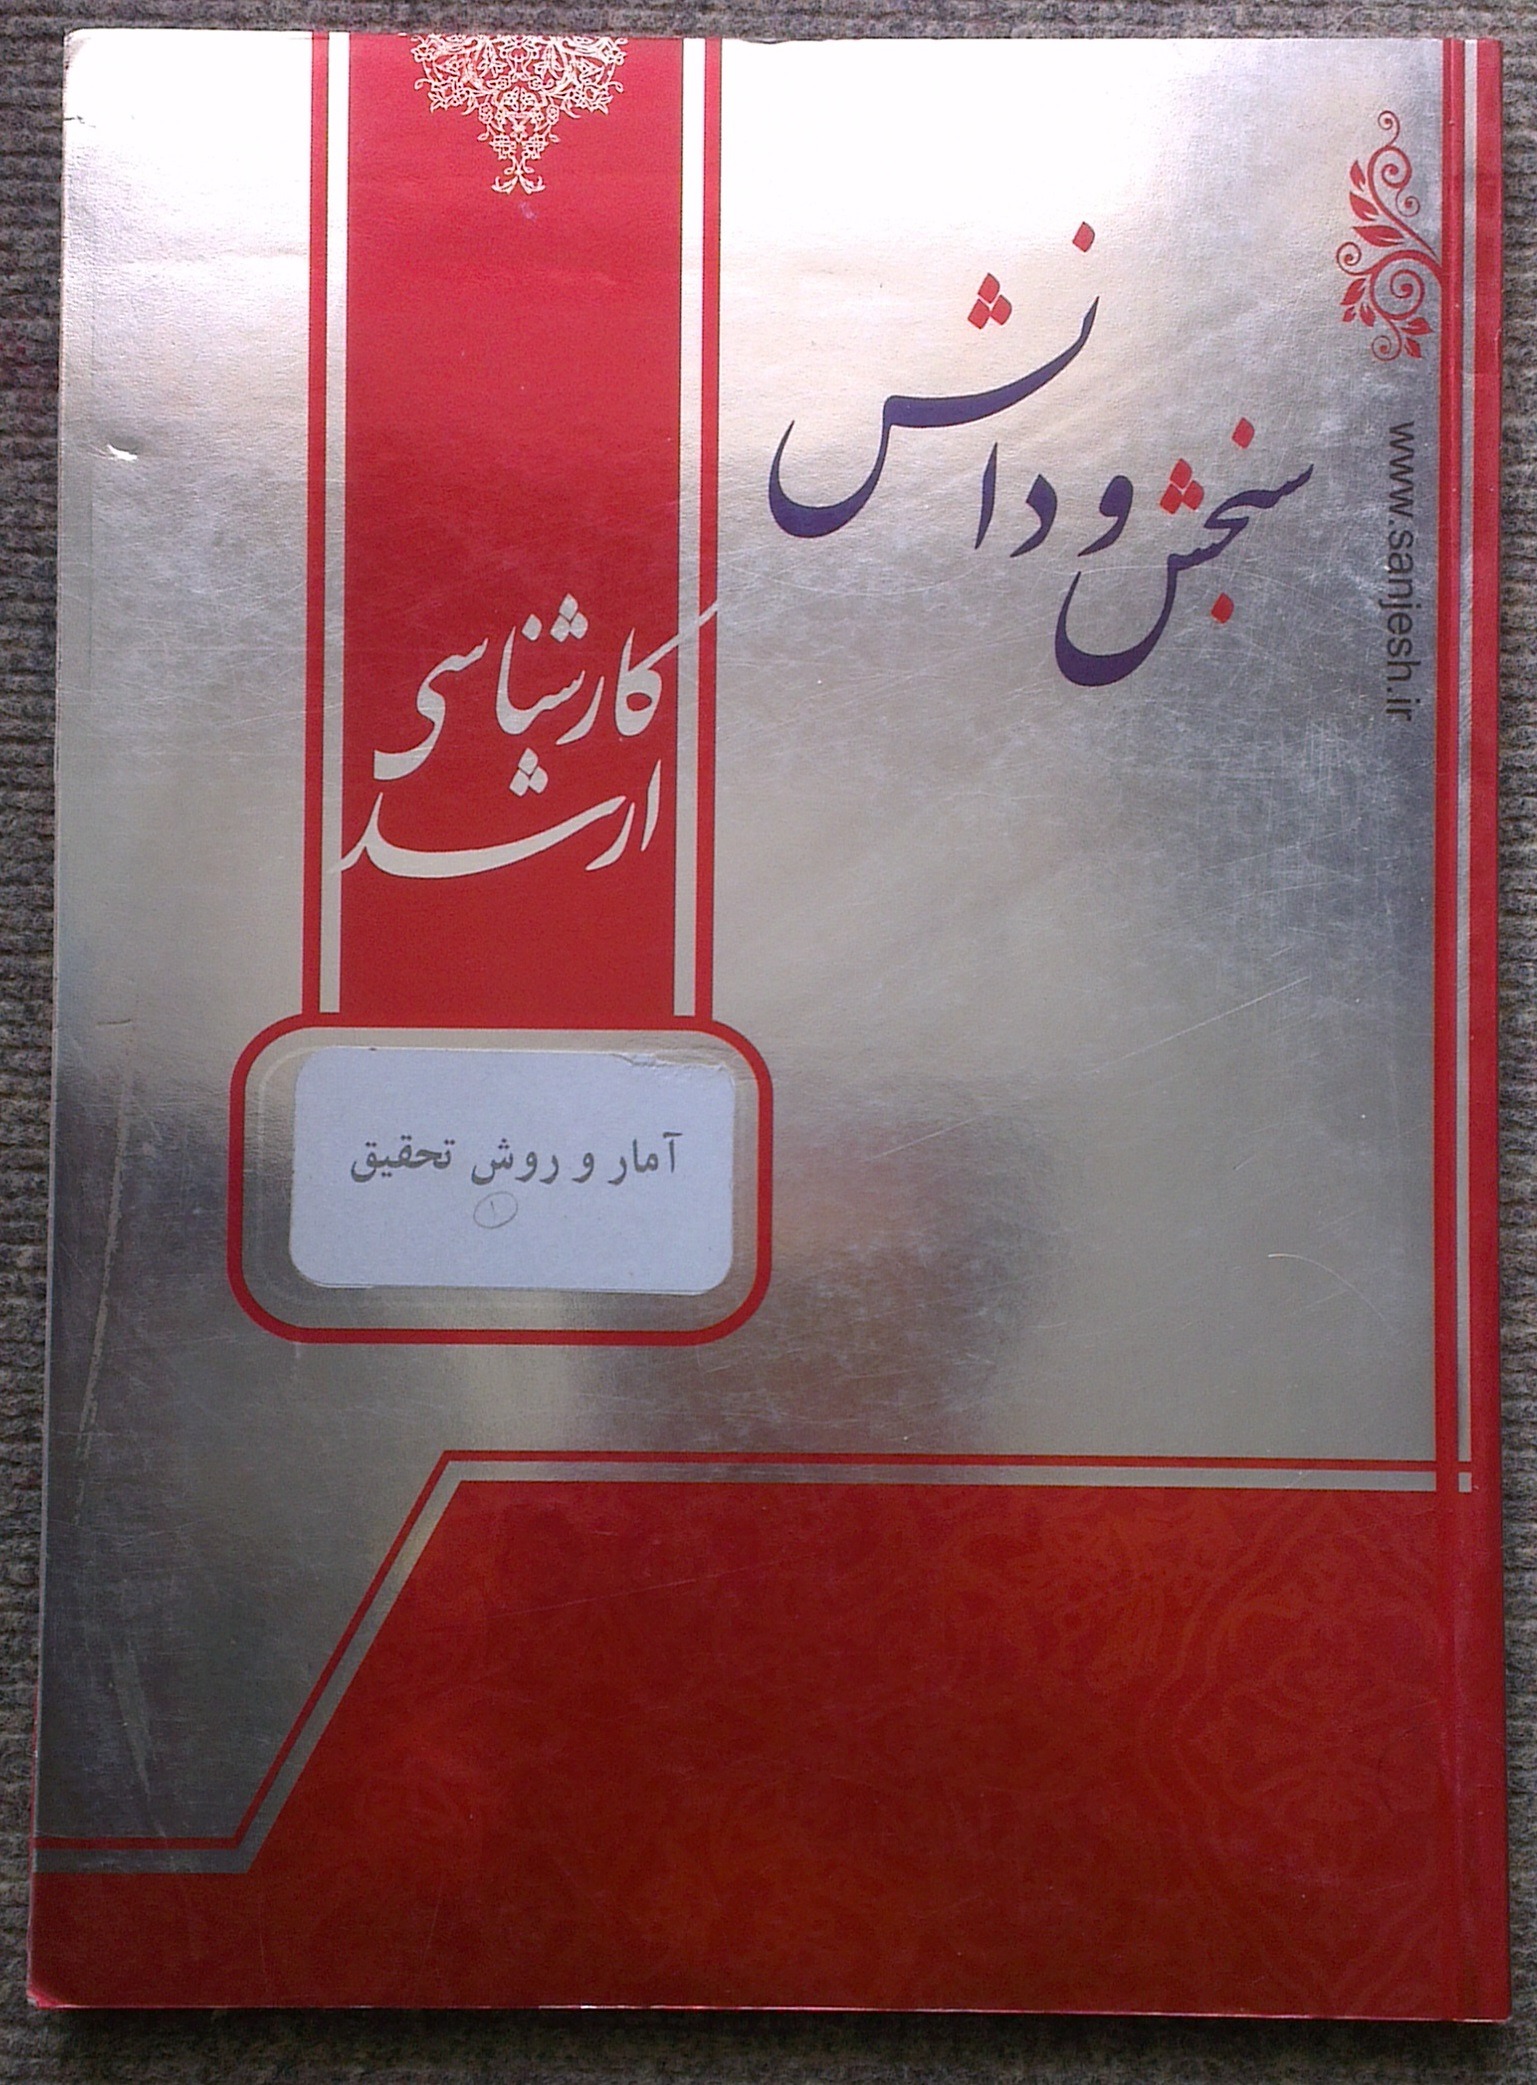 سنجش و دانش
www.sanjesh.ir
کارشناسی
ارشد
آمار و روش تحقیق
۱